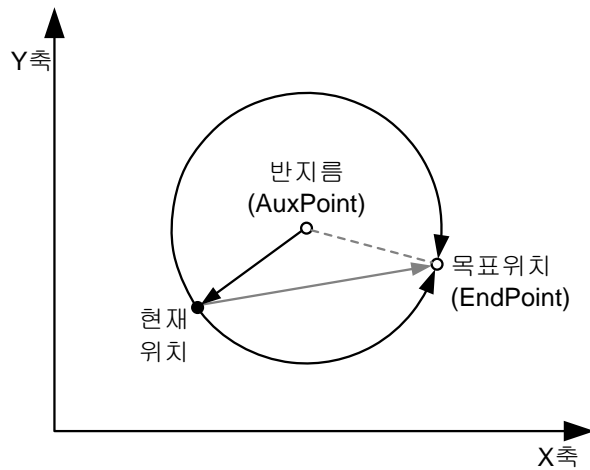 Y축
반지름
(AuxPoint)
목표위치
(EndPoint)
현재
위치
X축